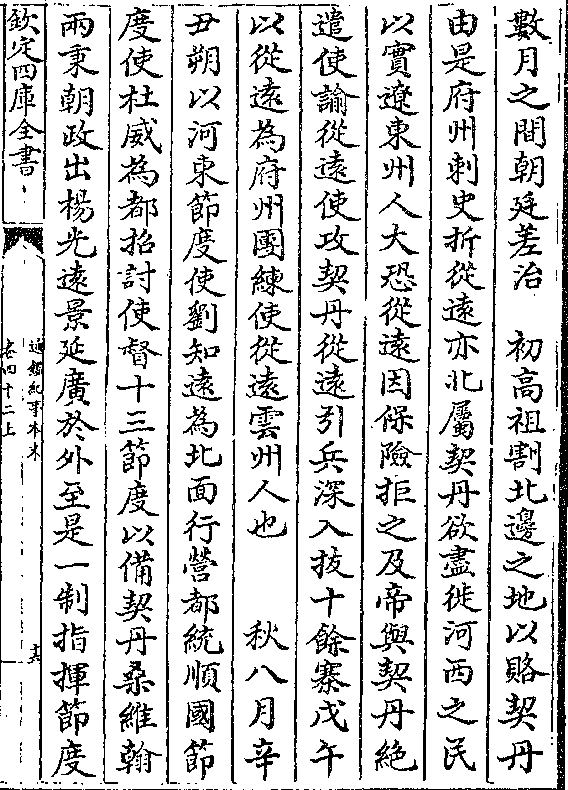 數月之間朝廷差治　初高祖割北邊之地以賂契丹
由是府州刺史折從遠亦北屬契丹欲盡徙河西之民
以實遼東州人大恐從遠因保險拒之及帝與契丹絶
遣使諭從遠使攻契丹從遠引兵深入拔十餘寨戊午
以從遠為府州團練使從遠雲州人也　秋八月辛
丑朔以河東節度使劉知遠為北面行營都統順國節
度使杜威為都招討使督十三節度以備契丹桑維翰
兩秉朝政出楊光遠景延廣於外至是一制指揮節度
欽定四庫全書
通鑑紀事本末
卷四十二上